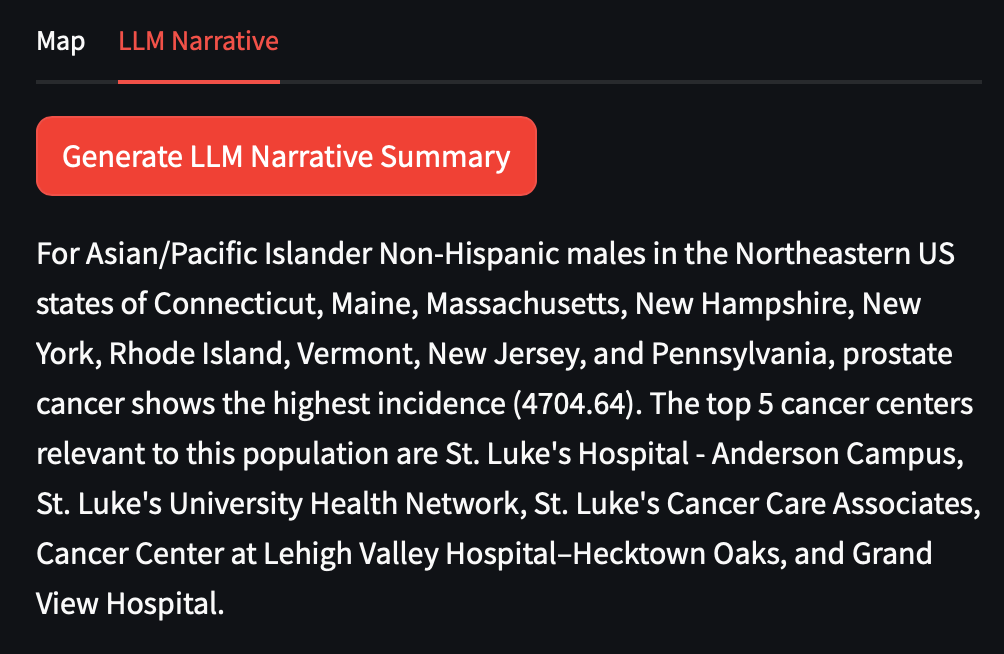 Map LLM Narrative
Generate LLM Narrative Summary
For Asian/Pacific Islander Non-Hispanic males in the Northeastern US
states of Connecticut, Maine, Massachusetts, New Hampshire, New
York, Rhode Island, Vermont, New Jersey, and Pennsylvania, prostate
cancer shows the highest incidence (4704.64). The top 5 cancer centers
relevant to this population are St. Luke's Hospital - Anderson Campus,
St. Luke's University Health Network, St. Luke's Cancer Care Associates,
Cancer Center at Lehigh Valley Hospital–Hecktown Oaks, and Grand
View Hospital.